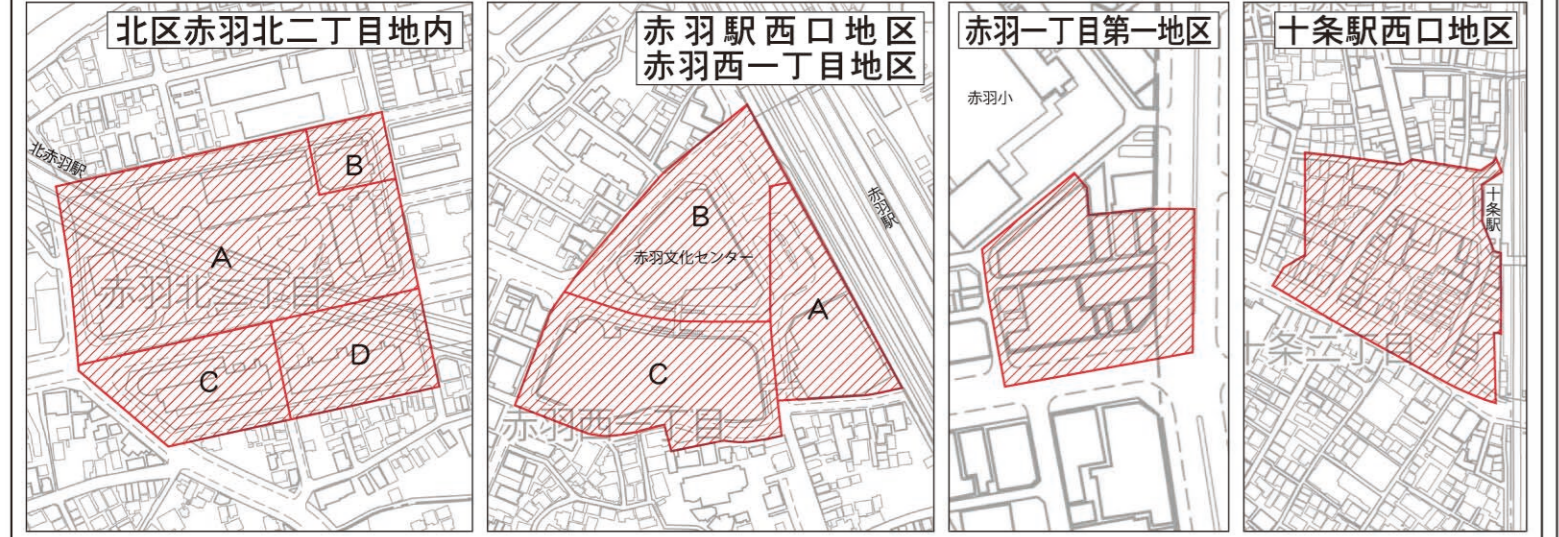 北区赤羽北二丁目地内
北赤羽駅
B
A
赤羽北二丁目
D
C
赤羽駅西口地区
赤羽西一丁目地区
赤羽駅
B
赤羽文化センター
A
C
赤羽西一丁目
赤羽一丁目第一地区
赤羽小
十条駅西口地区
十条駅
十条二丁目